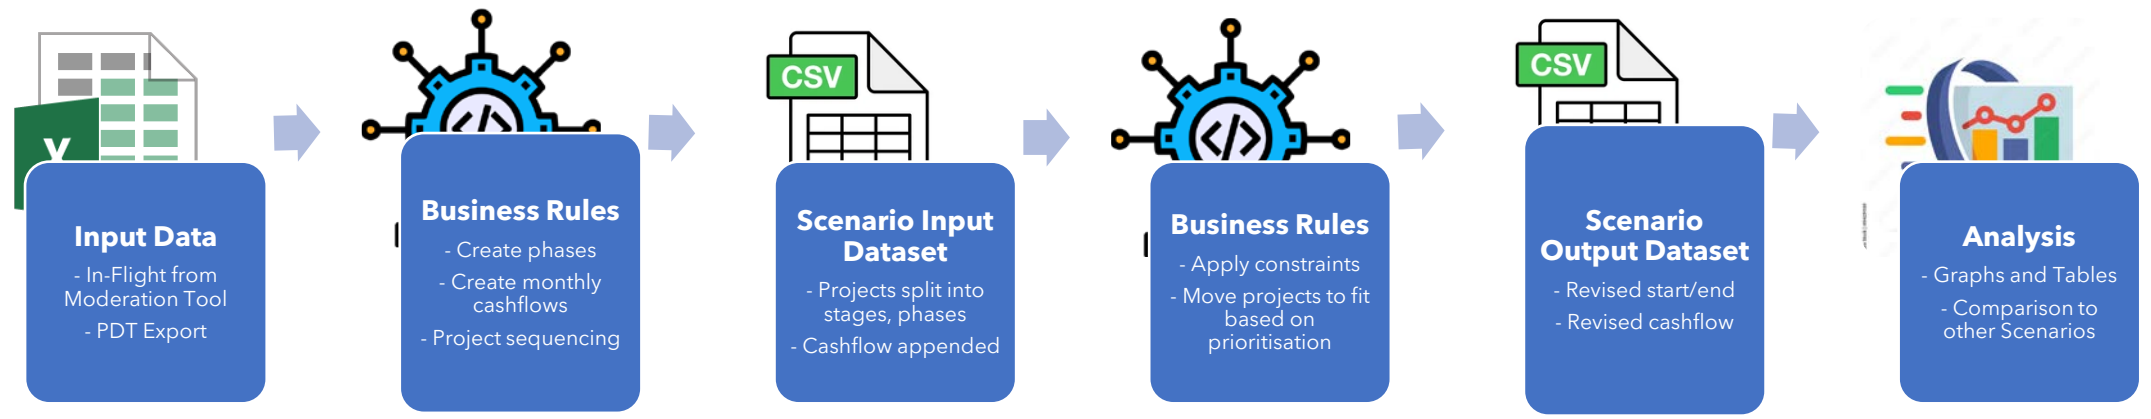 X
Input Data
- In-Flight from
Moderation Tool
- PDT Export
</>
Business Rules
- Create phases
- Create monthly
cashflows
- Project sequencing
CSV
Scenario Input
Dataset
- Projects split into
stages, phases
- Cashflow appended
</>
Business Rules
- Apply constraints
- Move projects to fit
based on
prioritisation
CSV
Scenario
Output Dataset
- Revised start/end
- Revised cashflow
Analysis
- Graphs and Tables
- Comparison to
other Scenarios